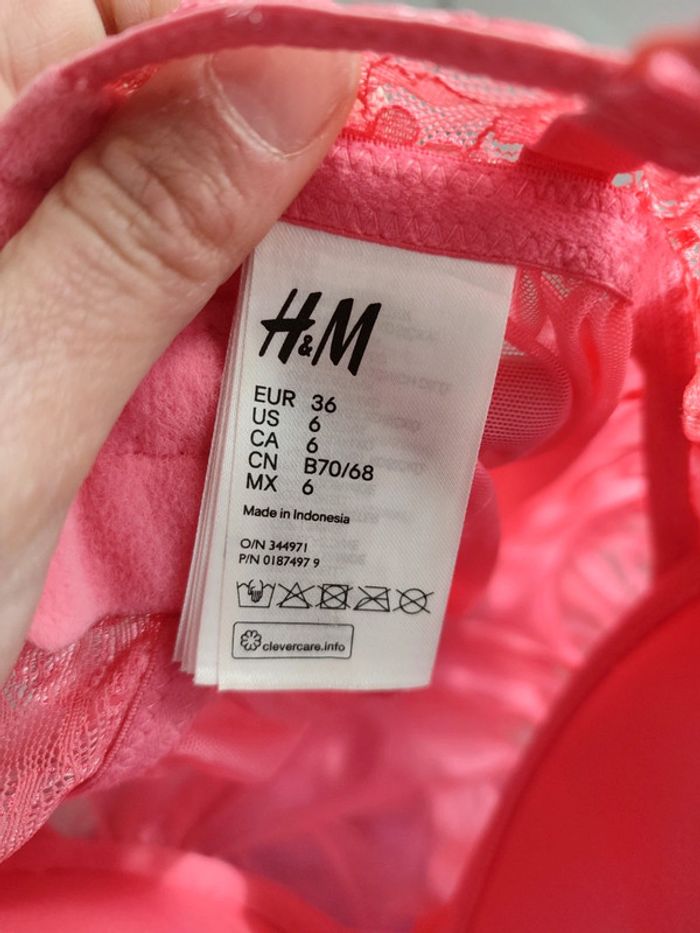 H&M
EUR 36
US 6
CA 6
CN B70/68
MX 6
Made in Indonesia
O/N 344971
P/N 0187497 9
clevercare.info